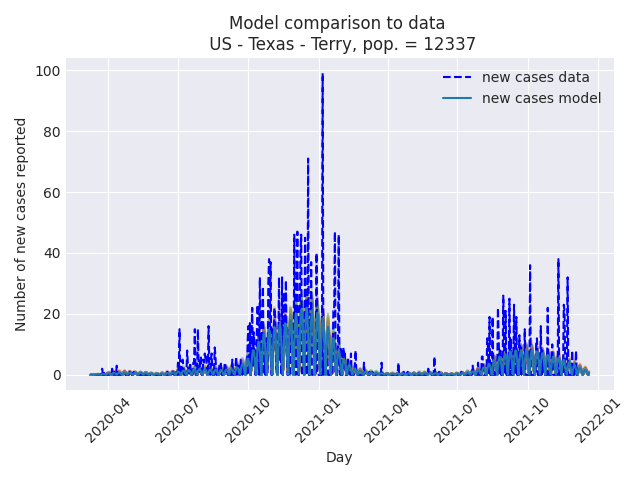 Model comparison to data
US - Texas - Terry, pop. = 12337
new cases data
new cases model
Number of new cases reported
100
80
60
40
20
0
2020-04
2020-07
2020-10
2021-01
2021-04
2021-07
2021-10
2022-01
Day